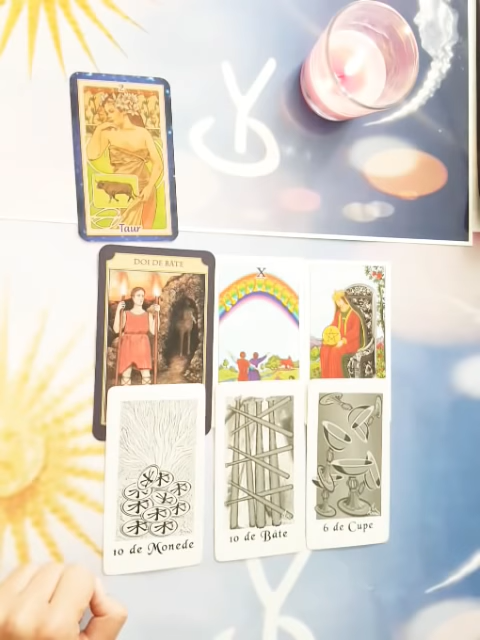 Taur
DOI DE BÂTE
X
10 de Monede
10 de Bâte
6 de Cupe